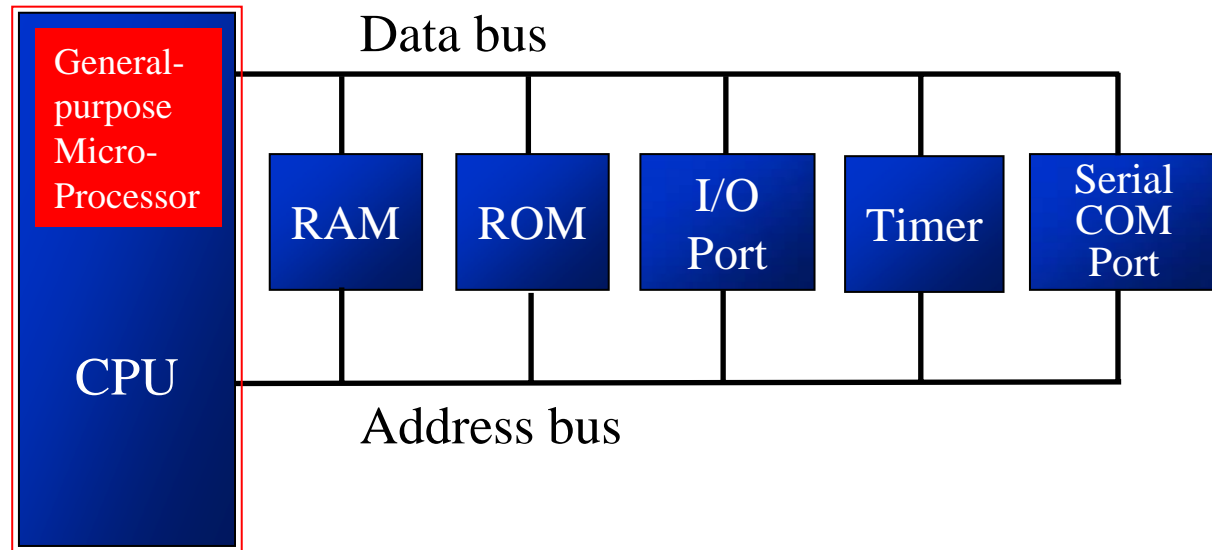 Data bus
General-
purpose
Micro-
Processor
CPU
RAM
ROM
I/O
Port
Timer
Serial
COM
Port
Address bus